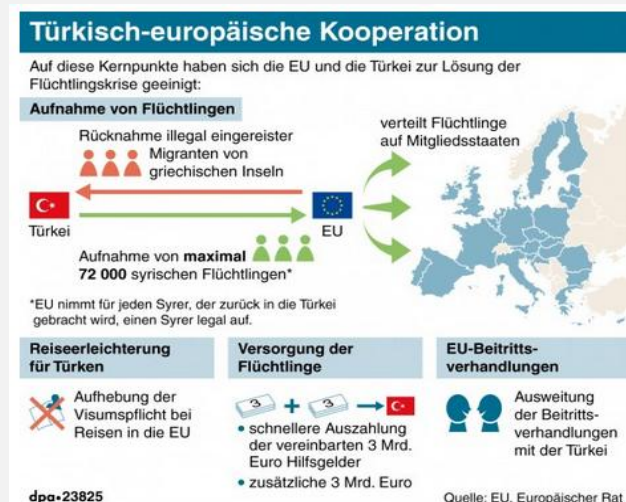 Türkisch-europäische Kooperation
Auf diese Kernpunkte haben sich die EU und die Türkei zur Lösung der
Flüchtlingskrise geeinigt:
Aufnahme von Flüchtlingen
Rücknahme illegal eingereister
Migranten von
griechischen Inseln
Türkei
EU
Aufnahme von maximal
72 000 syrischen Flüchtlingen*
verteilt Flüchtlinge
auf Mitgliedsstaaten
*EU nimmt für jeden Syrer, der zurück in die Türkei
gebracht wird, einen Syrer legal auf.
Reiseerleichterung
für Türken
Aufhebung der
Visumspflicht bei
Reisen in die EU
Versorgung der
Flüchtlinge
3 + 3
• schnellere Auszahlung
der vereinbarten 3 Mrd.
Euro Hilfsgelder
• zusätzliche 3 Mrd. Euro
EU-Beitritts-
verhandlungen
Ausweitung
der Beitritts-
verhandlungen
mit der Türkei
dpa•23825
Quelle: EU, Europäischer Rat